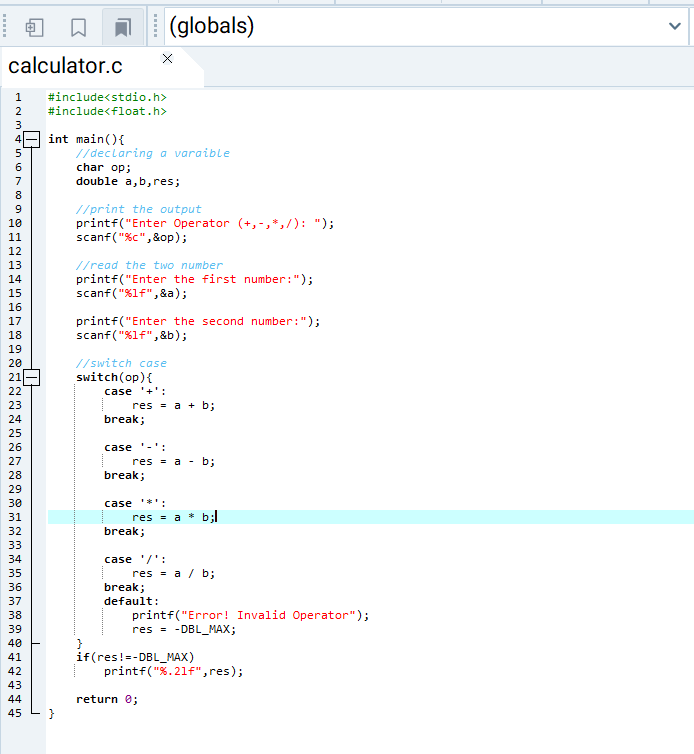 (globals)
calculator.c
1 #include<stdio.h>
2 #include<float.h>
3
4 int main(){
5 //declaring a varaible
6 char op;
7 double a,b,res;
8
9 //print the output
10 printf("Enter Operator (+,-,*,/): ");
11 scanf("%c",&op);
12
13 //read the two number
14 printf("Enter the first number:");
15 scanf("%lf",&a);
16
17 printf("Enter the second number:");
18 scanf("%lf",&b);
19
20 //switch case
21 switch(op){
22 case '+':
23 res = a + b;
24 break;
25
26 case '-':
27 res = a - b;
28 break;
29
30 case '*':
31 res = a * b;
32 break;
33
34 case '/':
35 res = a / b;
36 break;
37 default:
38 printf("Error! Invalid Operator");
39 res = -DBL_MAX;
40 }
41 if(res!=-DBL_MAX)
42 printf("%.2lf",res);
43
44 return 0;
45 }